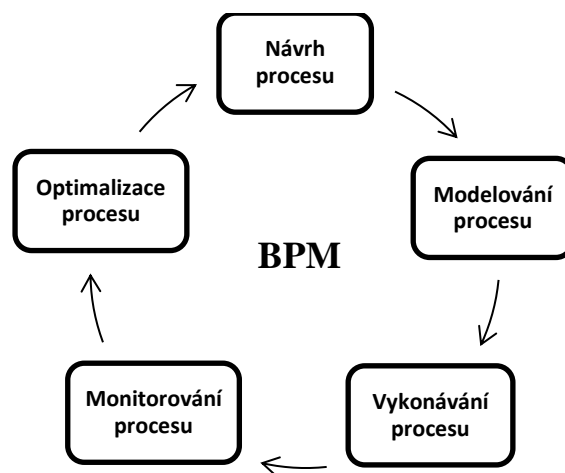 Návrh
procesu
Modelování
procesu
Vykonávání
procesu
Monitorování
procesu
Optimalizace
procesu
BPM